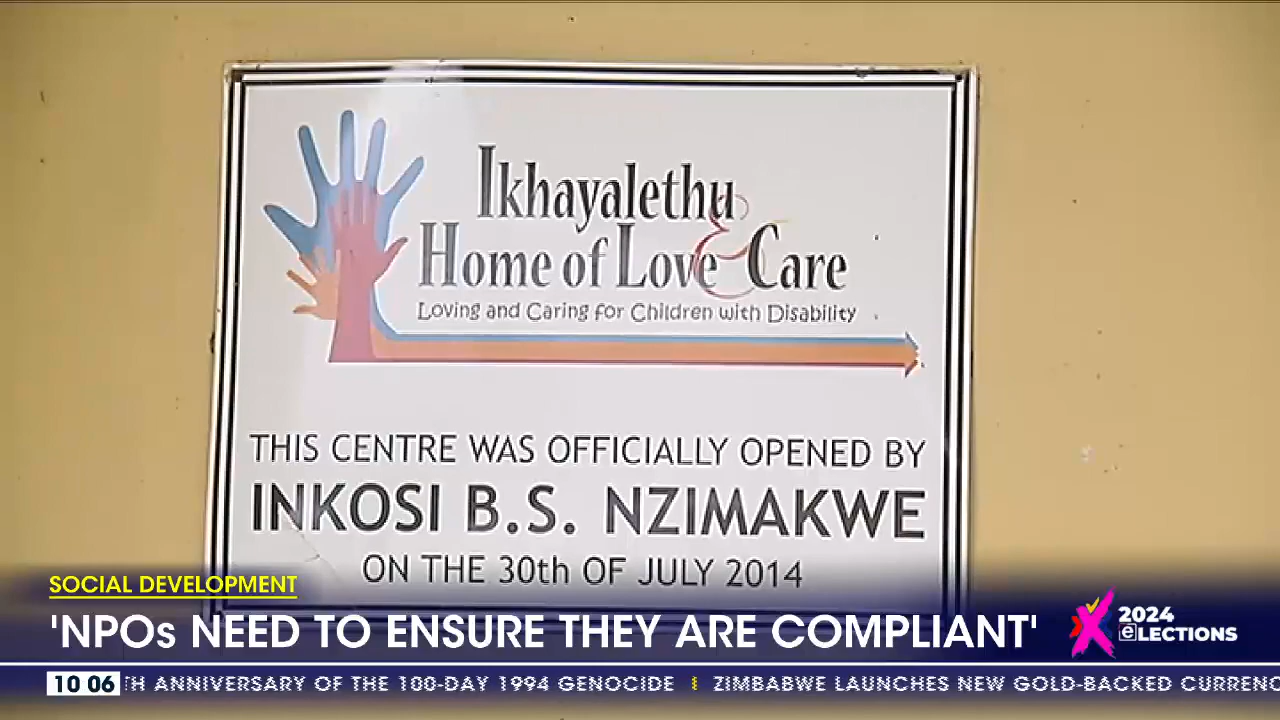 Ikhayalethu
Home of Love & Care
Loving and Caring for Children with Disability
THIS CENTRE WAS OFFICIALLY OPENED BY
INKOSI B.S. NZIMAKWE
ON THE 30th OF JULY 2014
SOCIAL DEVELOPMENT
'NPOs NEED TO ENSURE THEY ARE COMPLIANT'
2024
eLECTIONS
10 06
TH ANNIVERSARY OF THE 100-DAY 1994 GENOCIDE ZIMBABWE LAUNCHES NEW GOLD-BACKED CURRENC